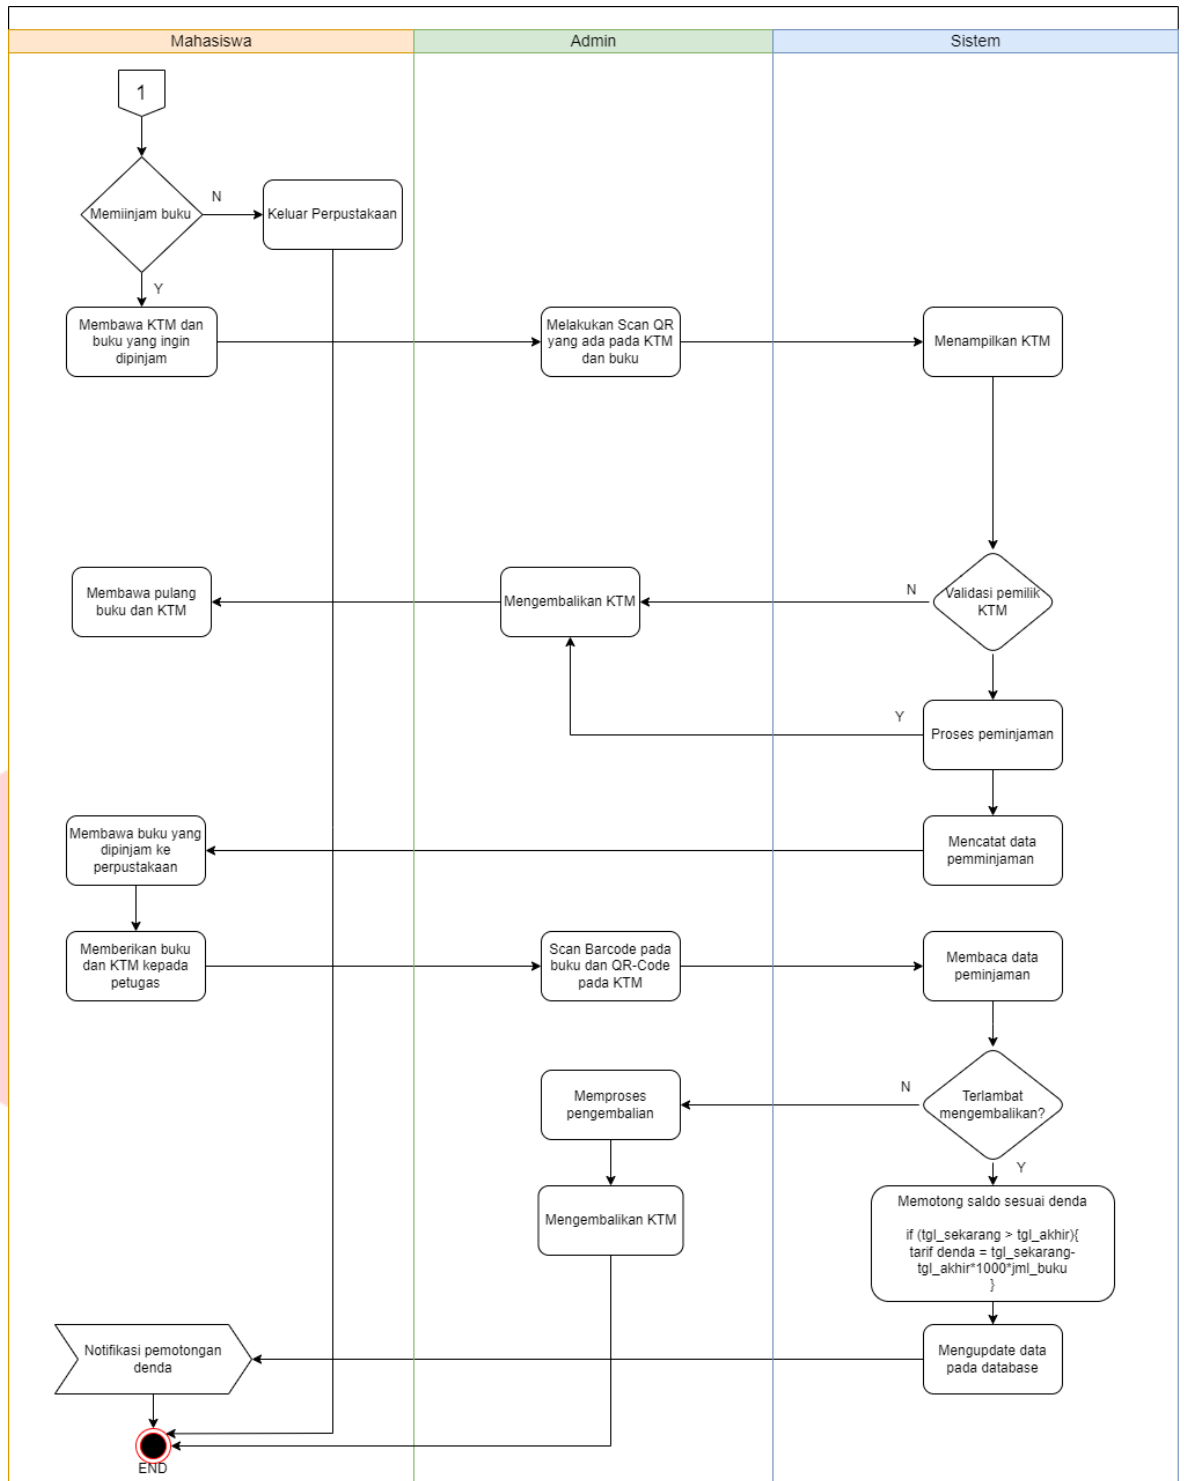 Mahasiswa
Admin
Sistem
1
Memiinjam buku
N
Keluar Perpustakaan
Y
Membawa KTM dan
buku yang ingin
dipinjam
Melakukan Scan QR
yang ada pada KTM
dan buku
Menampilkan KTM
Membawa pulang
buku dan KTM
Mengembalikan KTM
N
Validasi pemilik
KTM
Y
Proses peminjaman
Membawa buku yang
dipinjam ke
perpustakaan
Mencatat data
pemminjaman
Memberikan buku
dan KTM kepada
petugas
Scan Barcode pada
buku dan QR-Code
pada KTM
Membaca data
peminjaman
Memproses
pengembalian
N
Terlambat
mengembalikan?
Y
Mengembalikan KTM
Memotong saldo sesuai denda
if (tgl_sekarang > tgl_akhir){
tarif denda = tgl_sekarang-
tgl_akhir*1000*jml_buku
}
Notifikasi pemotongan
denda
Mengupdate data
pada database
END